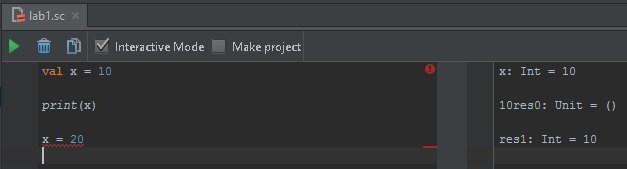 lab1.sc
Interactive Mode
Make project
val x = 10
x: Int = 10
print(x)
10res0: Unit = ()
x = 20
res1: Int = 10